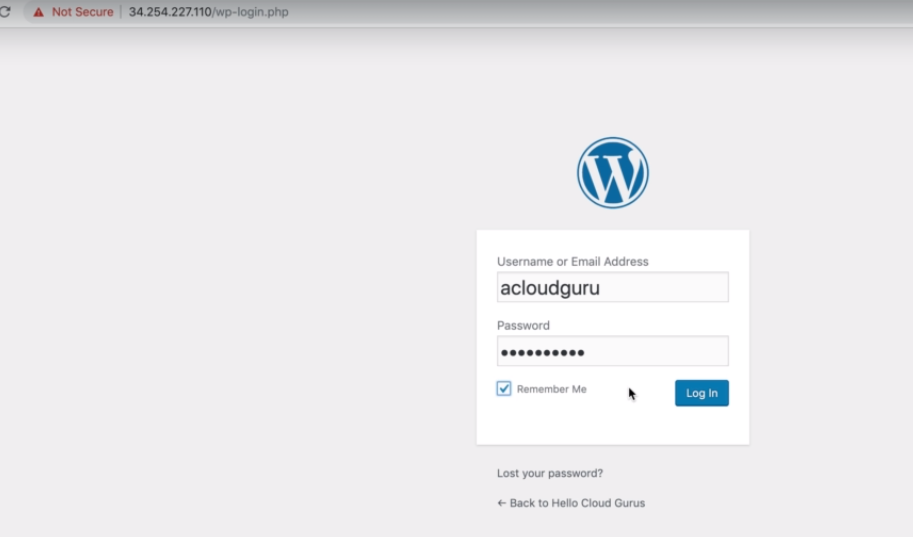 Not Secure | 34.254.227.110/wp-login.php
Username or Email Address
acloudguru
Password
••••••••••
Remember Me
Log In
Lost your password?
← Back to Hello Cloud Gurus